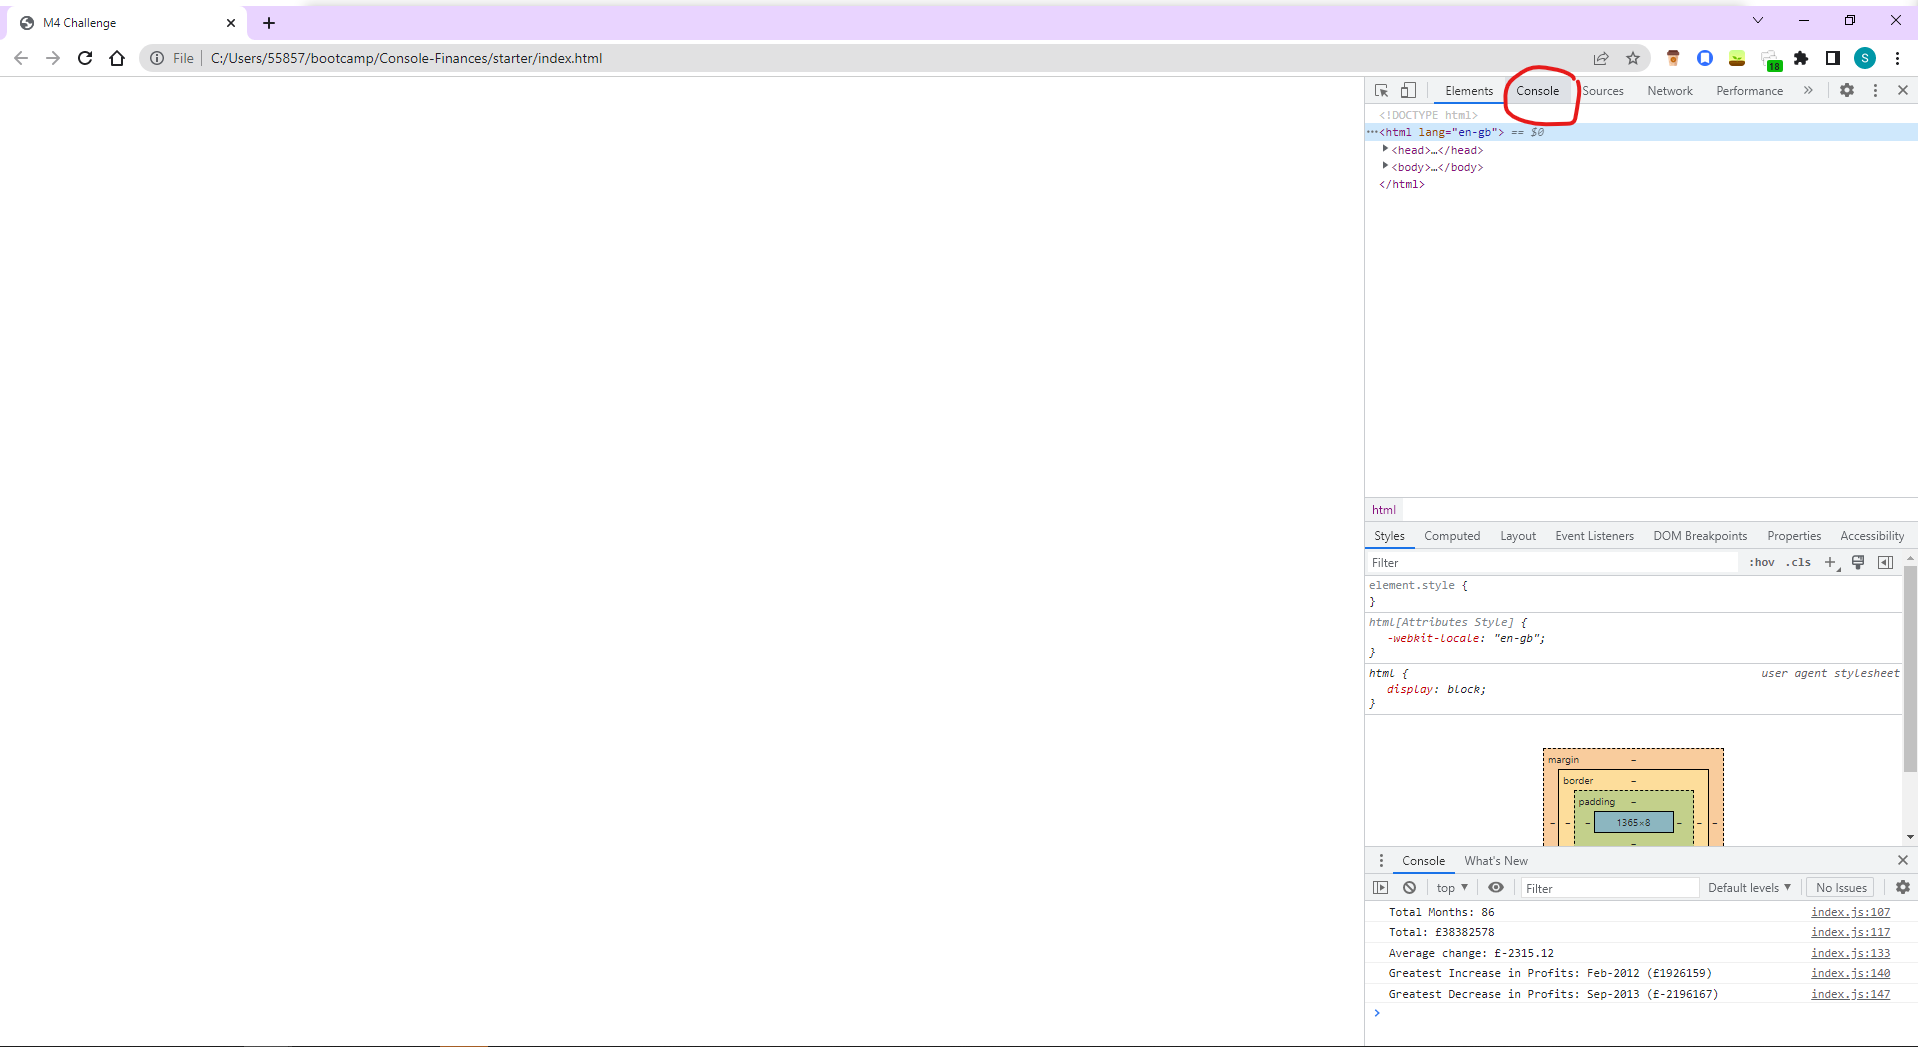 M4 Challenge
File C:/Users/55857/bootcamp/Console-Finances/starter/index.html
18
S
Elements Console Sources Network Performance »
<!DOCTYPE html>
···<html lang="en-gb"> == $0
<head>…</head>
<body>…</body>
</html>
html
Styles Computed Layout Event Listeners DOM Breakpoints Properties Accessibility
Filter :hov .cls +
element.style {
}
html[Attributes Style] {
-webkit-locale: "en-gb";
}
html { user agent stylesheet
display: block;
}
margin –
border –
padding –
– – – 1365×8 – – –
–
Console What's New
top Filter Default levels No Issues
Total Months: 86 index.js:107
Total: £38382578 index.js:117
Average change: £-2315.12 index.js:133
Greatest Increase in Profits: Feb-2012 (£1926159) index.js:140
Greatest Decrease in Profits: Sep-2013 (£-2196167) index.js:147
>